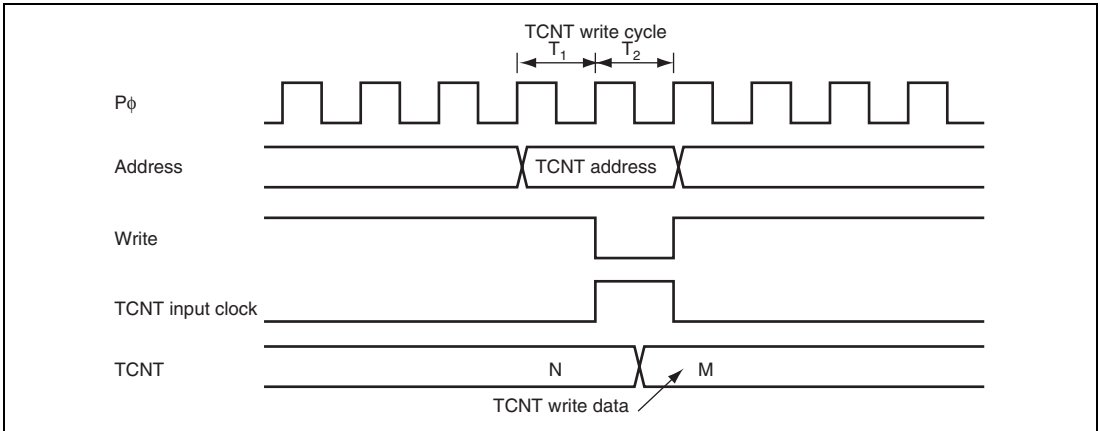 TCNT write cycle
T1 T2
Pϕ
Address
TCNT address
Write
TCNT input clock
TCNT
N
M
TCNT write data